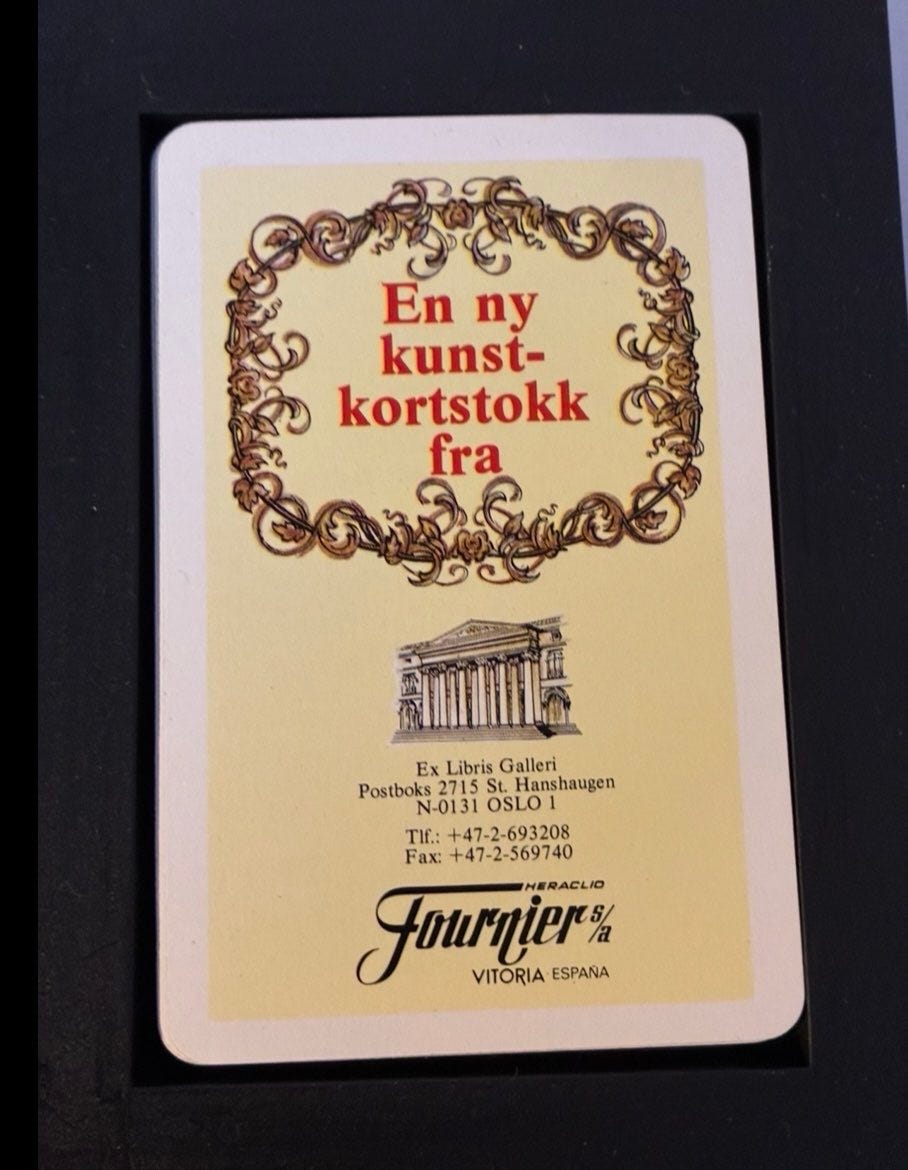 En ny
kunst-
kortstokk
fra
Ex Libris Galleri
Postboks 2715 St. Hanshaugen
N-0131 OSLO 1
Tlf.: +47-2-693208
Fax: +47-2-569740
HERACLIO
Fournier s/a
VITORIA·ESPAÑA